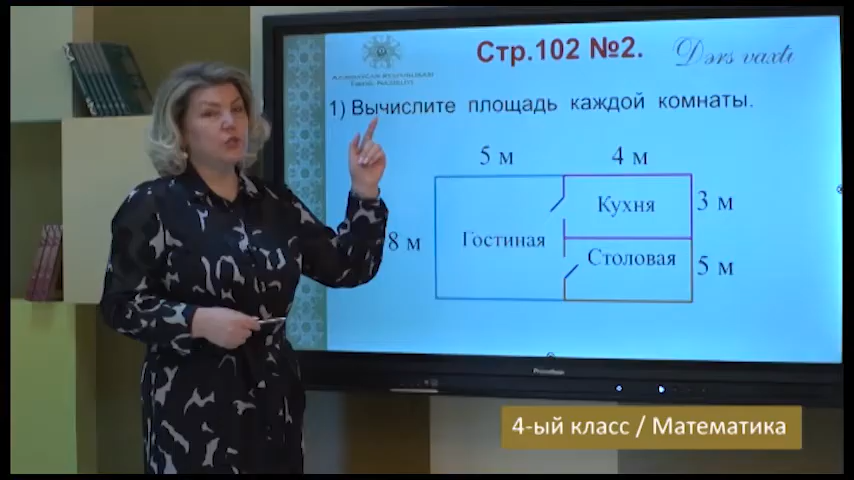 Стр.102 №2.
Dərs vaxtı
1) Вычислите площадь каждой комнаты.
5 м
4 м
Кухня
3 м
8 м
Гостиная
Столовая
5 м
4-ый класс / Математика